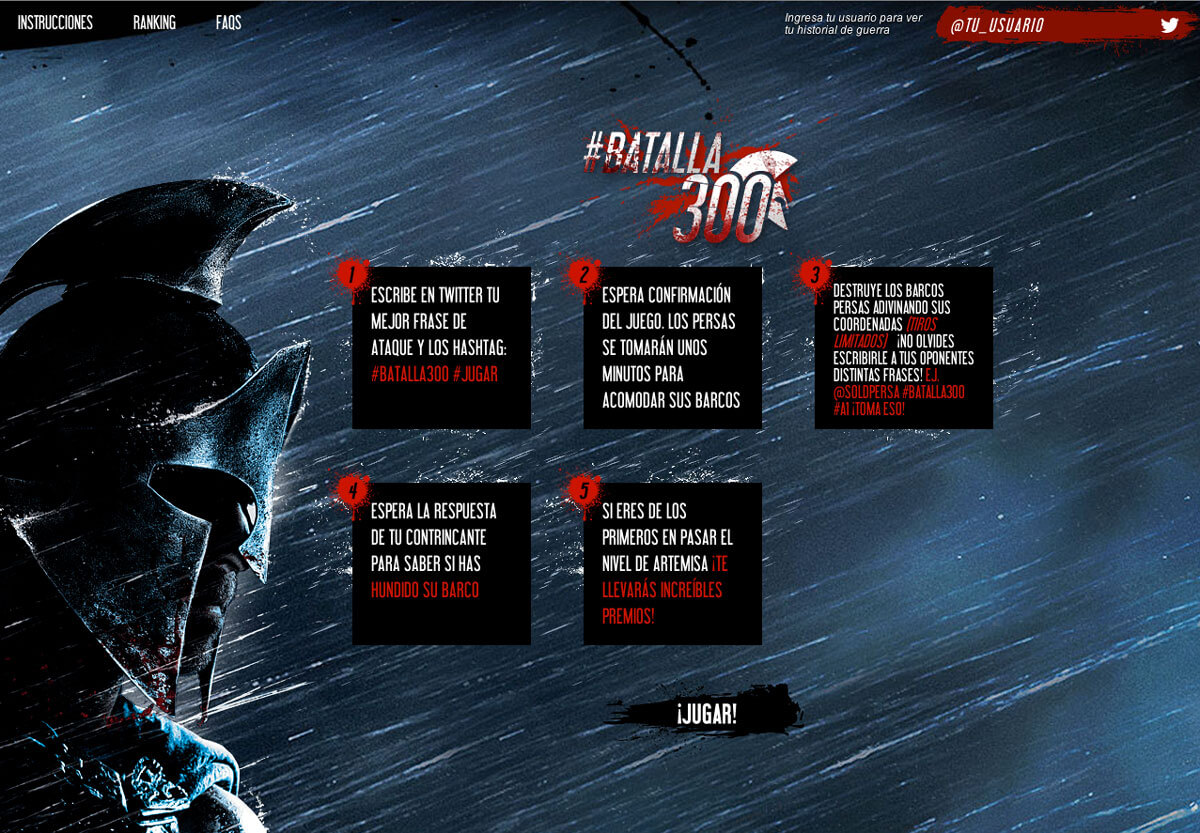 INSTRUCCIONES
RANKING
FAQS
Ingresa tu usuario para ver
tu historial de guerra
@TU_USUARIO
#BATALLA
300
1
ESCRIBE EN TWITTER TU
MEJOR FRASE DE
ATAQUE Y LOS HASHTAG:
#BATALLA300 #JUGAR
2
ESPERA CONFIRMACIÓN
DEL JUEGO. LOS PERSAS
SE TOMARÁN UNOS
MINUTOS PARA
ACOMODAR SUS BARCOS
3
DESTRUYE LOS BARCOS
PERSAS ADIVINANDO SUS
COORDENADAS (TIROS
LIMITADOS) ¡NO OLVIDES
ESCRIBIRLE A TUS OPONENTES
DISTINTAS FRASES! EJ.
@SOLDPERSA #BATALLA300
#A1 ¡TOMA ESO!
4
ESPERA LA RESPUESTA
DE TU CONTRINCANTE
PARA SABER SI HAS
HUNDIDO SU BARCO
5
SI ERES DE LOS
PRIMEROS EN PASAR EL
NIVEL DE ARTEMISA ¡TE
LLEVARÁS INCREÍBLES
PREMIOS!
¡JUGAR!